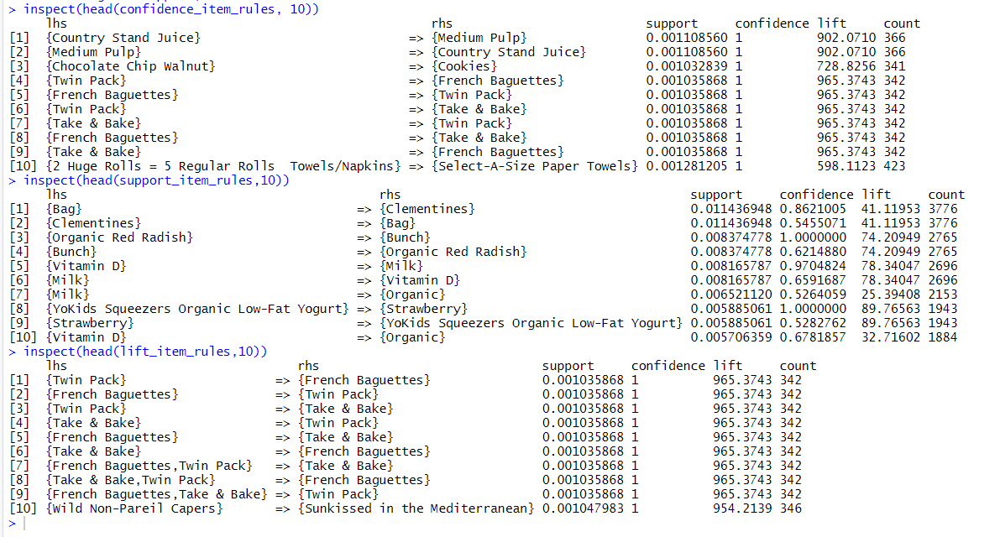 > inspect(head(confidence_item_rules, 10))
lhs rhs support confidence lift count
[1] {Country Stand Juice} => {Medium Pulp} 0.001108560 1 902.0710 366
[2] {Medium Pulp} => {Country Stand Juice} 0.001108560 1 902.0710 366
[3] {Chocolate Chip Walnut} => {Cookies} 0.001032839 1 728.8256 341
[4] {Twin Pack} => {French Baguettes} 0.001035868 1 965.3743 342
[5] {French Baguettes} => {Twin Pack} 0.001035868 1 965.3743 342
[6] {Twin Pack} => {Take & Bake} 0.001035868 1 965.3743 342
[7] {Take & Bake} => {Twin Pack} 0.001035868 1 965.3743 342
[8] {French Baguettes} => {Take & Bake} 0.001035868 1 965.3743 342
[9] {Take & Bake} => {French Baguettes} 0.001035868 1 965.3743 342
[10] {2 Huge Rolls = 5 Regular Rolls  Towels/Napkins} => {Select-A-Size Paper Towels} 0.001281205 1 598.1123 423
> inspect(head(support_item_rules,10))
lhs rhs support confidence lift count
[1] {Bag} => {Clementines} 0.011436948 0.8621005 41.11953 3776
[2] {Clementines} => {Bag} 0.011436948 0.5455071 41.11953 3776
[3] {Organic Red Radish} => {Bunch} 0.008374778 1.0000000 74.20949 2765
[4] {Bunch} => {Organic Red Radish} 0.008374778 0.6214880 74.20949 2765
[5] {Vitamin D} => {Milk} 0.008165787 0.9704824 78.34047 2696
[6] {Milk} => {Vitamin D} 0.008165787 0.6591687 78.34047 2696
[7] {Milk} => {Organic} 0.006521120 0.5264059 25.39408 2153
[8] {YoKids Squeezers Organic Low-Fat Yogurt} => {Strawberry} 0.005885061 1.0000000 89.76563 1943
[9] {Strawberry} => {YoKids Squeezers Organic Low-Fat Yogurt} 0.005885061 0.5282762 89.76563 1943
[10] {Vitamin D} => {Organic} 0.005706359 0.6781857 32.71602 1884
> inspect(head(lift_item_rules,10))
lhs rhs support confidence lift count
[1] {Twin Pack} => {French Baguettes} 0.001035868 1 965.3743 342
[2] {French Baguettes} => {Twin Pack} 0.001035868 1 965.3743 342
[3] {Twin Pack} => {Take & Bake} 0.001035868 1 965.3743 342
[4] {Take & Bake} => {Twin Pack} 0.001035868 1 965.3743 342
[5] {French Baguettes} => {Take & Bake} 0.001035868 1 965.3743 342
[6] {Take & Bake} => {French Baguettes} 0.001035868 1 965.3743 342
[7] {French Baguettes,Twin Pack} => {Take & Bake} 0.001035868 1 965.3743 342
[8] {Take & Bake,Twin Pack} => {French Baguettes} 0.001035868 1 965.3743 342
[9] {French Baguettes,Take & Bake} => {Twin Pack} 0.001035868 1 965.3743 342
[10] {Wild Non-Pareil Capers} => {Sunkissed in the Mediterranean} 0.001047983 1 954.2139 346
>